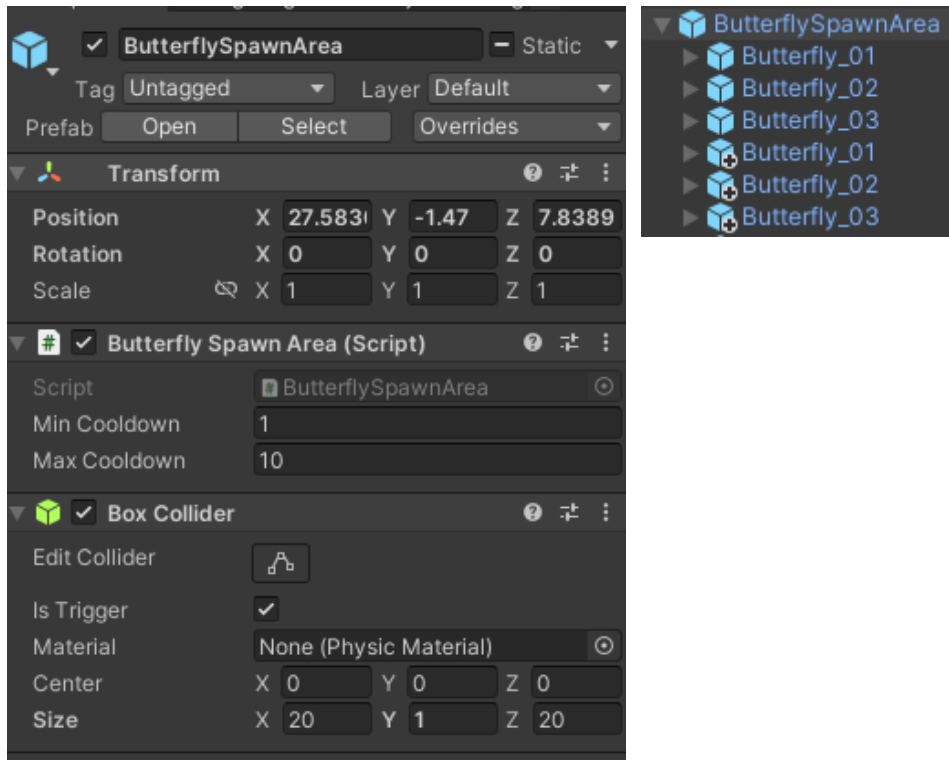 ButterflySpawnArea Static
Tag Untagged Layer Default
Prefab Open Select Overrides
Transform
Position X 27.583 Y -1.47 Z 7.8389
Rotation X 0 Y 0 Z 0
Scale X 1 Y 1 Z 1
# Butterfly Spawn Area (Script)
Script # ButterflySpawnArea
Min Cooldown 1
Max Cooldown 10
Box Collider
Edit Collider
Is Trigger
Material None (Physic Material)
Center X 0 Y 0 Z 0
Size X 20 Y 1 Z 20
ButterflySpawnArea
Butterfly_01
Butterfly_02
Butterfly_03
Butterfly_01
Butterfly_02
Butterfly_03